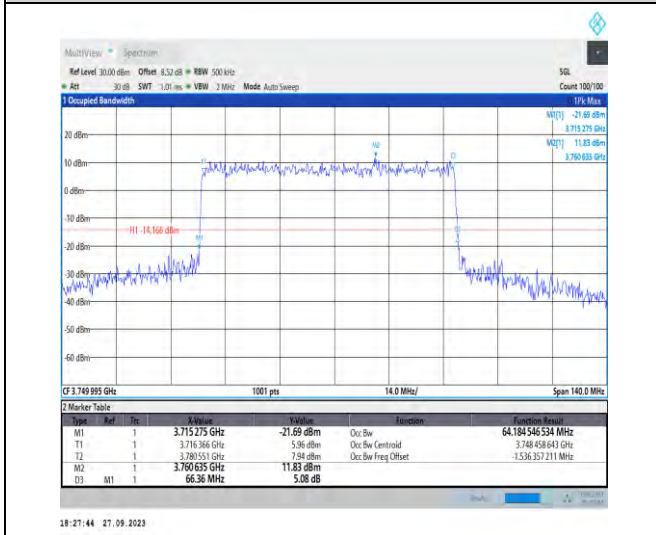 MultiView Spectrum
Ref Level 30.00 dBm Offset 8.52 dB RBW 500 kHz SGL
Att 30 dB SWT 1.01 ms VBW 2 MHz Mode Auto Sweep Count 100/100
1 Occupied Bandwidth 1Pk Max
M1[1] -21.69 dBm
3.715 275 GHz
20 dBm
M2[1] 11.83 dBm
3.760 635 GHz
M2
T1
T2
10 dBm
0 dBm
-10 dBm
H1 -14.166 dBm
M1
-20 dBm
-30 dBm
-40 dBm
-50 dBm
-60 dBm
CF 3.749 995 GHz 1001 pts 14.0 MHz/ Span 140.0 MHz
2 Marker Table
Type Ref Trc X-Value Y-Value Function Function Result
M1 1 3.715 275 GHz -21.69 dBm Occ Bw 64.184 546 534 MHz
T1 1 3.716 366 GHz 5.96 dBm Occ Bw Centroid 3.748 458 643 GHz
T2 1 3.780 551 GHz 7.94 dBm Occ Bw Freq Offset -1.536 357 211 MHz
M2 1 3.760 635 GHz 11.83 dBm
D3 M1 1 66.36 MHz 5.08 dB
18:27:44 27.09.2023